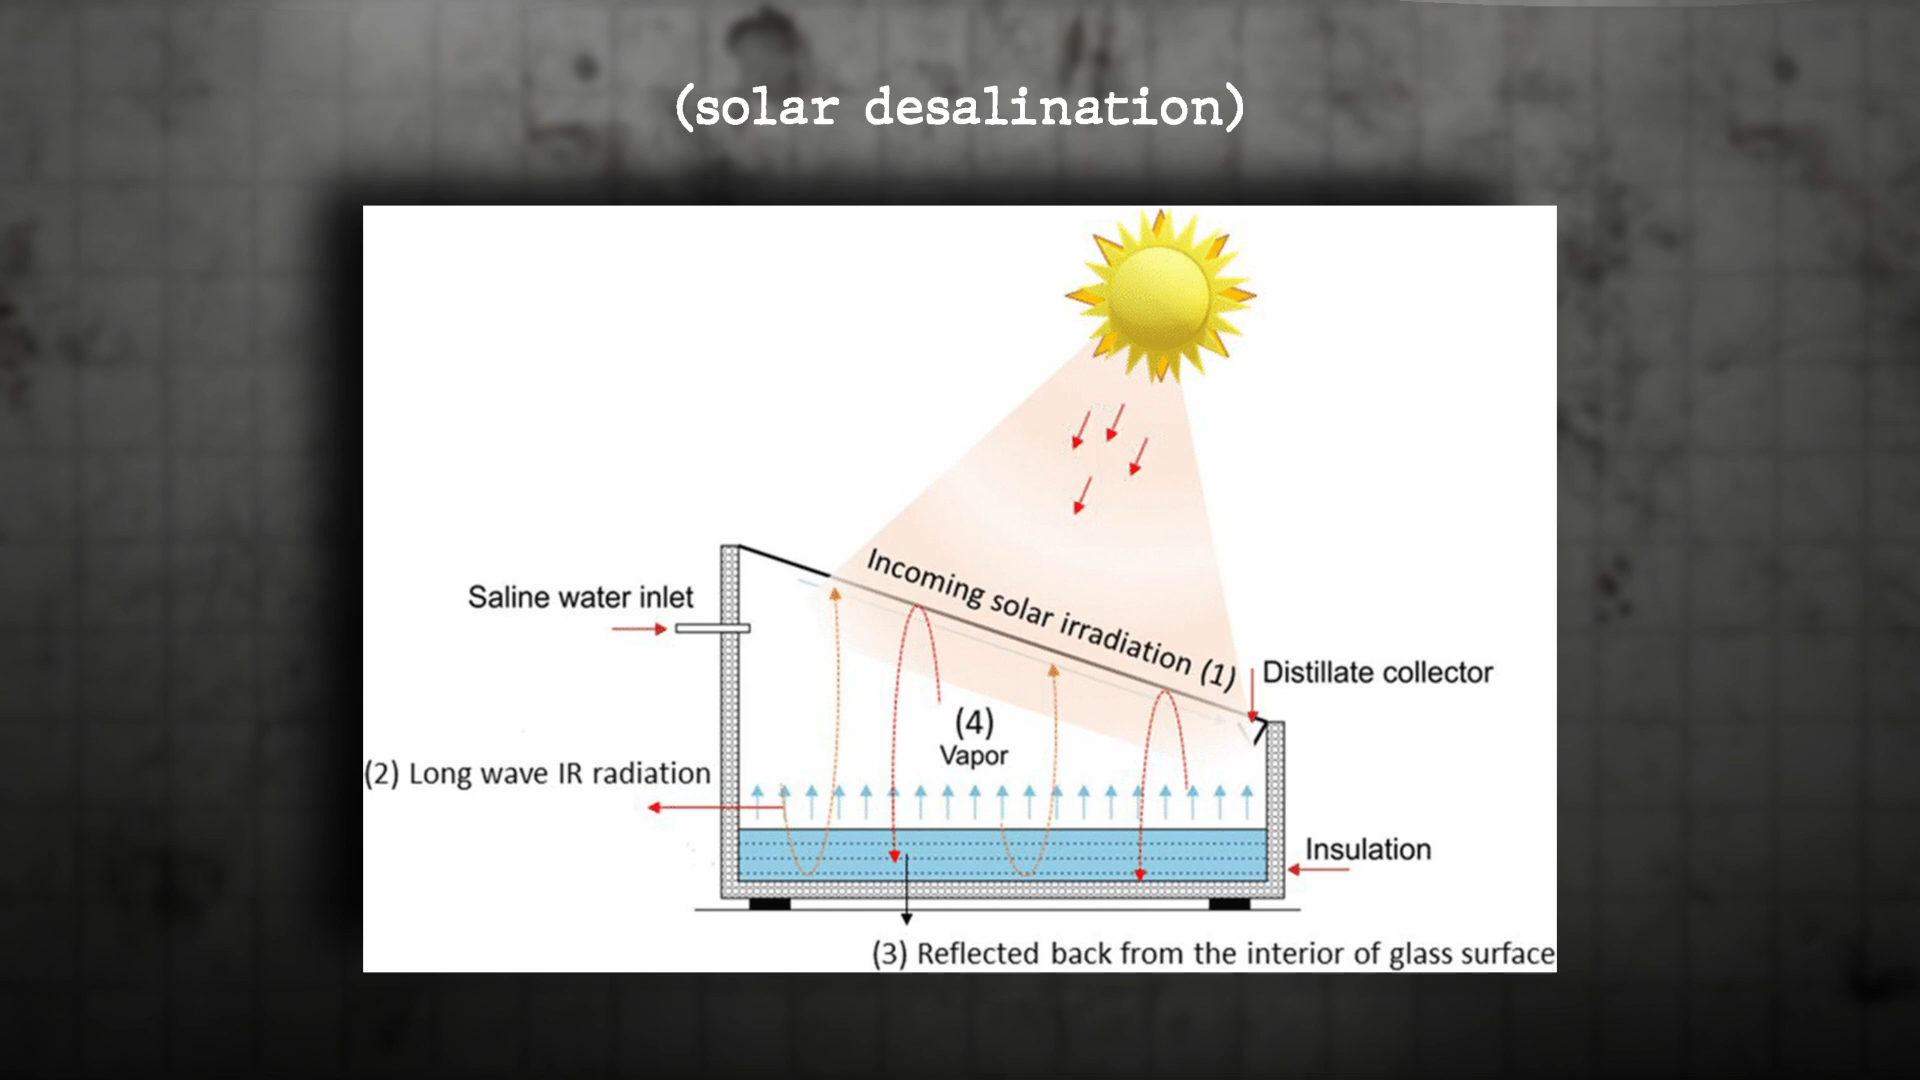 (solar desalination)
Incoming solar irradiation (1)
Saline water inlet
Distillate collector
(4)
Vapor
(2) Long wave IR radiation
Insulation
(3) Reflected back from the interior of glass surface